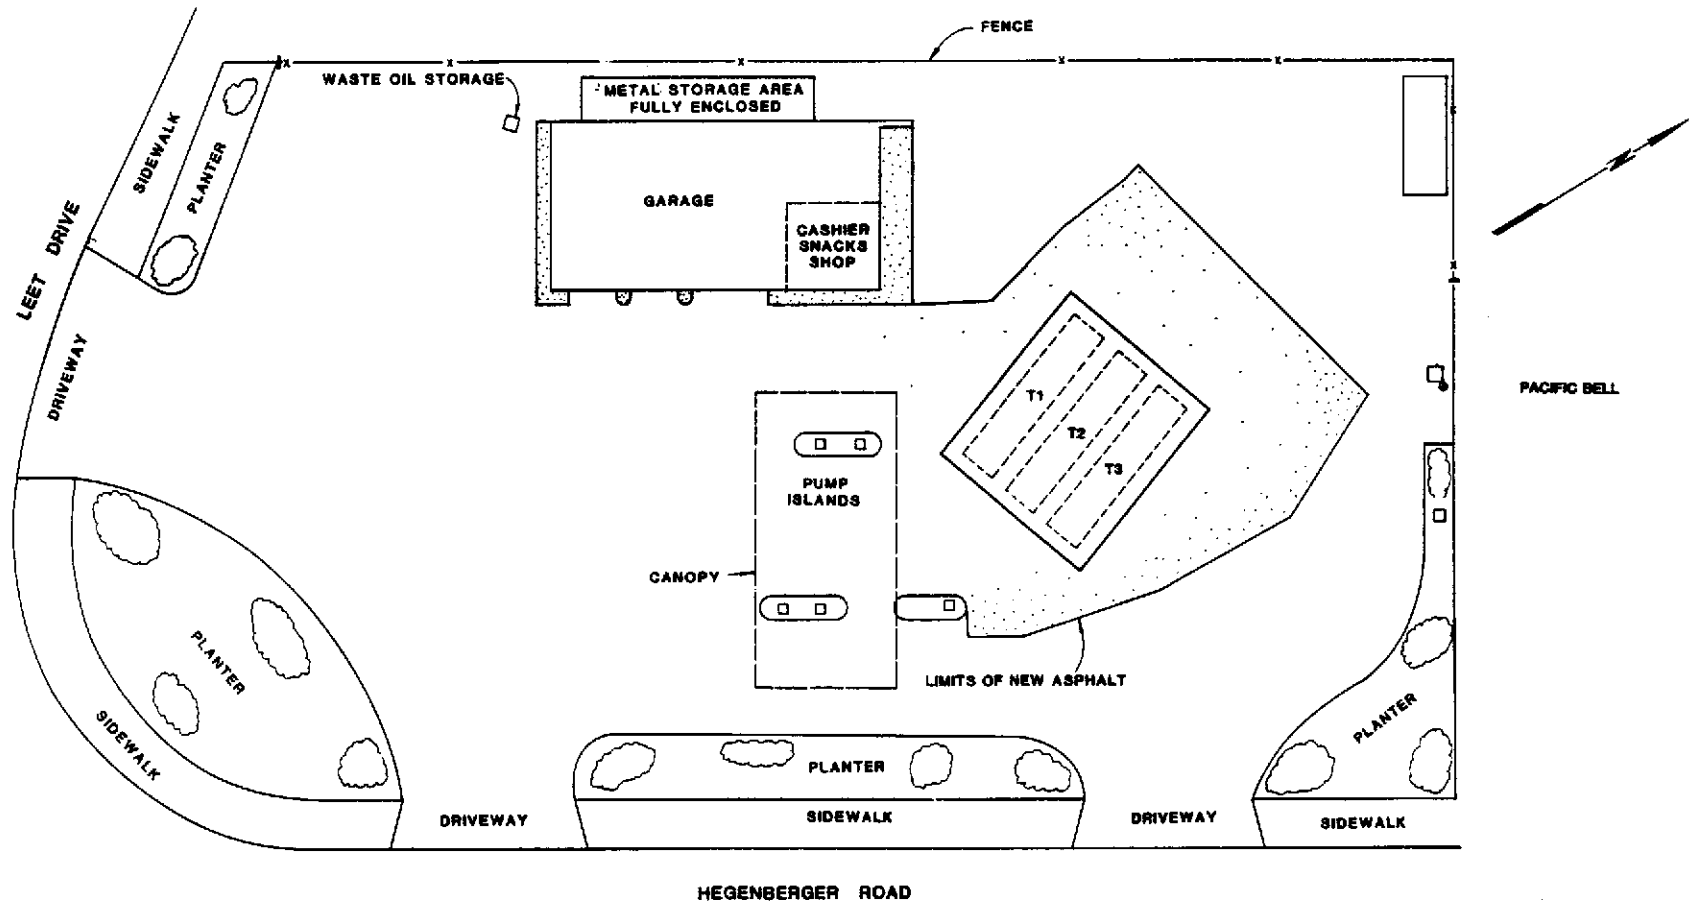 FENCE
WASTE OIL STORAGE
METAL STORAGE AREA
FULLY ENCLOSED
SIDEWALK
PLANTER
GARAGE
N
CASHIER
SNACKS
SHOP
LEET DRIVE
DRIVEWAY
PACIFIC BELL
T1
T2
T3
PUMP
ISLANDS
CANOPY
PLANTER
LIMITS OF NEW ASPHALT
SIDEWALK
PLANTER
PLANTER
DRIVEWAY
SIDEWALK
DRIVEWAY
SIDEWALK
HEGENBERGER ROAD